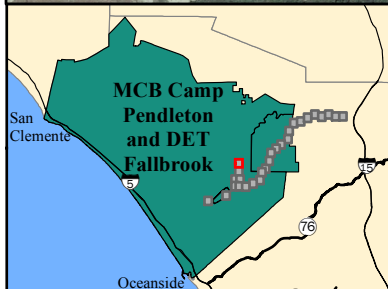 MCB Camp
Pendleton
and DET
Fallbrook
San
Clemente
5
15
76
Oceanside